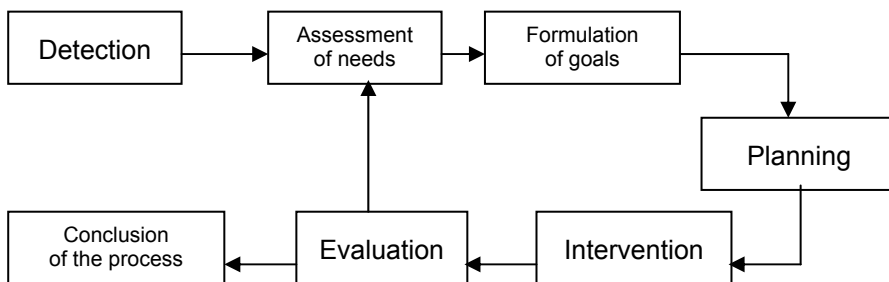 Detection
Assessment
of needs
Formulation
of goals
Planning
Conclusion
of the process
Evaluation
Intervention